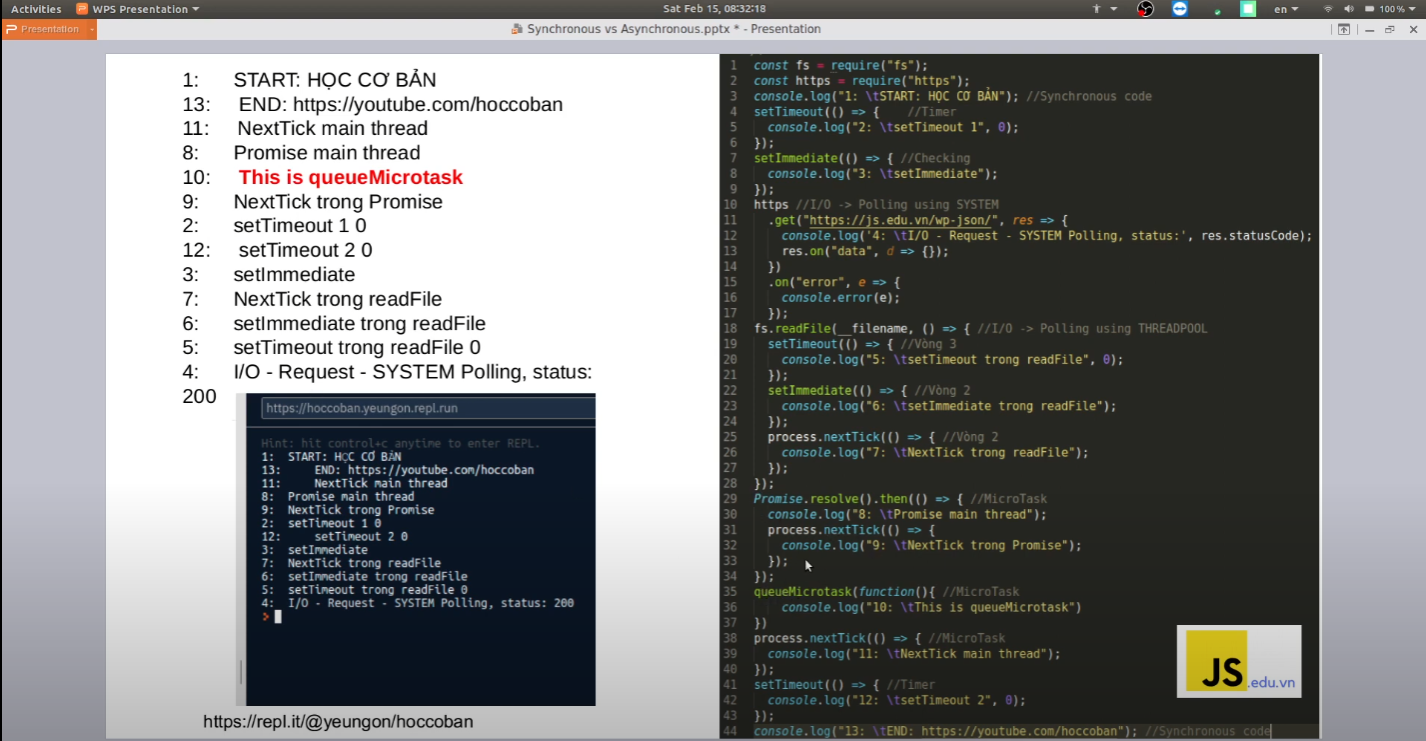 Activities WPS Presentation Sat Feb 15, 08:32:18 en 100%
Presentation Synchronous vs Asynchronous.pptx * - Presentation
1: START: HỌC CƠ BẢN
13: END: https://youtube.com/hoccoban
11: NextTick main thread
8: Promise main thread
10: This is queueMicrotask
9: NextTick trong Promise
2: setTimeout 1 0
12: setTimeout 2 0
3: setImmediate
7: NextTick trong readFile
6: setImmediate trong readFile
5: setTimeout trong readFile 0
4: I/O - Request - SYSTEM Polling, status:
200
https://hoccoban.yeungon.repl.run
Hint: hit control+c anytime to enter REPL.
1: START: HỌC CƠ BẢN
13: END: https://youtube.com/hoccoban
11: NextTick main thread
8: Promise main thread
9: NextTick trong Promise
2: setTimeout 1 0
12: setTimeout 2 0
3: setImmediate
7: NextTick trong readFile
6: setImmediate trong readFile
5: setTimeout trong readFile 0
4: I/O - Request - SYSTEM Polling, status: 200
>
https://repl.it/@yeungon/hoccoban
1 const fs = require("fs");
2 const https = require("https");
3 console.log("1: \tSTART: HỌC CƠ BẢN"); //Synchronous code
4 setTimeout(() => { //Timer
5 console.log("2: \tsetTimeout 1", 0);
6 });
7 setImmediate(() => { //Checking
8 console.log("3: \tsetImmediate");
9 });
10 https //I/O -> Polling using SYSTEM
11 .get("https://js.edu.vn/wp-json/", res => {
12 console.log('4: \tI/O - Request - SYSTEM Polling, status:', res.statusCode);
13 res.on("data", d => {});
14 })
15 .on("error", e => {
16 console.error(e);
17 });
18 fs.readFile(__filename, () => { //I/O -> Polling using THREADPOOL
19 setTimeout(() => { //Vòng 3
20 console.log("5: \tsetTimeout trong readFile", 0);
21 });
22 setImmediate(() => { //Vòng 2
23 console.log("6: \tsetImmediate trong readFile");
24 });
25 process.nextTick(() => { //Vòng 2
26 console.log("7: \tNextTick trong readFile");
27 });
28 });
29 Promise.resolve().then(() => { //MicroTask
30 console.log("8: \tPromise main thread");
31 process.nextTick(() => {
32 console.log("9: \tNextTick trong Promise");
33 });
34 });
35 queueMicrotask(function(){ //MicroTask
36 console.log("10: \tThis is queueMicrotask")
37 })
38 process.nextTick(() => { //MicroTask
39 console.log("11: \tNextTick main thread");
40 });
41 setTimeout(() => { //Timer
42 console.log("12: \tsetTimeout 2", 0);
43 });
44 console.log("13: \tEND: https://youtube.com/hoccoban"); //Synchronous code
JS.edu.vn